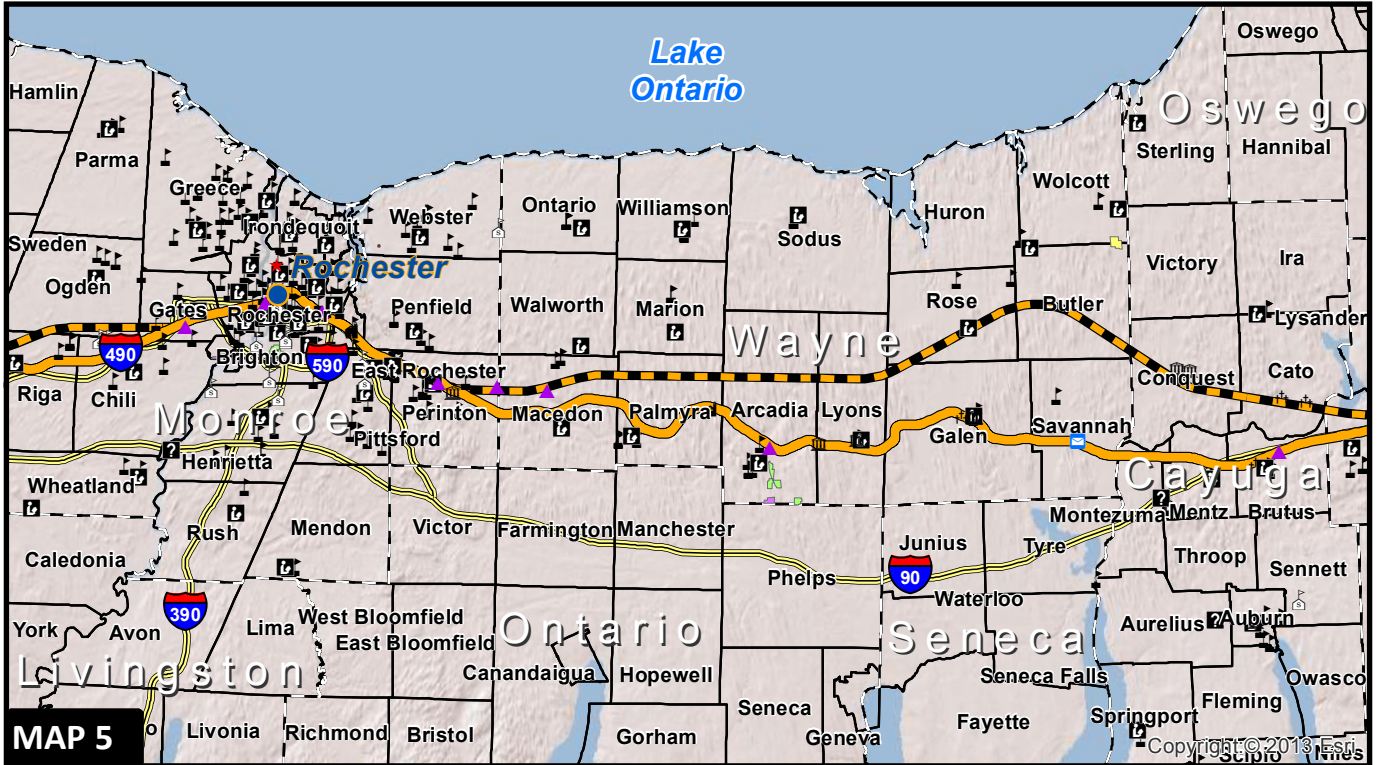 Oswego
Lake
Ontario
Hamlin
Oswego
Parma
Sterling
Hannibal
Greece
Wolcott
Irondequoit
Webster
Ontario
Williamson
Huron
Sweden
Sodus
Rochester
Victory
Ira
Ogden
Gates
Rochester
Penfield
Walworth
Marion
Rose
Butler
Lysander
490
590
Brighton
Wayne
East Rochester
Conquest
Cato
Riga
Chili
Monroe
Perinton
Macedon
Palmyra
Arcadia
Lyons
Galen
Savannah
Pittsford
Henrietta
Cayuga
Wheatland
Rush
Mendon
Victor
Farmington
Manchester
Montezuma
Mentz
Brutus
Caledonia
Junius
Tyre
Throop
Sennett
Phelps
90
Waterloo
390
York
Avon
Lima
West Bloomfield
East Bloomfield
Ontario
Seneca
Aurelius
Auburn
Livingston
Canandaigua
Hopewell
Seneca Falls
Owasco
Fleming
MAP 5
o
Livonia
Richmond
Bristol
Gorham
Seneca
Geneva
Fayette
Springport
Copyright:© 2013 Esri
Scipio
Niles